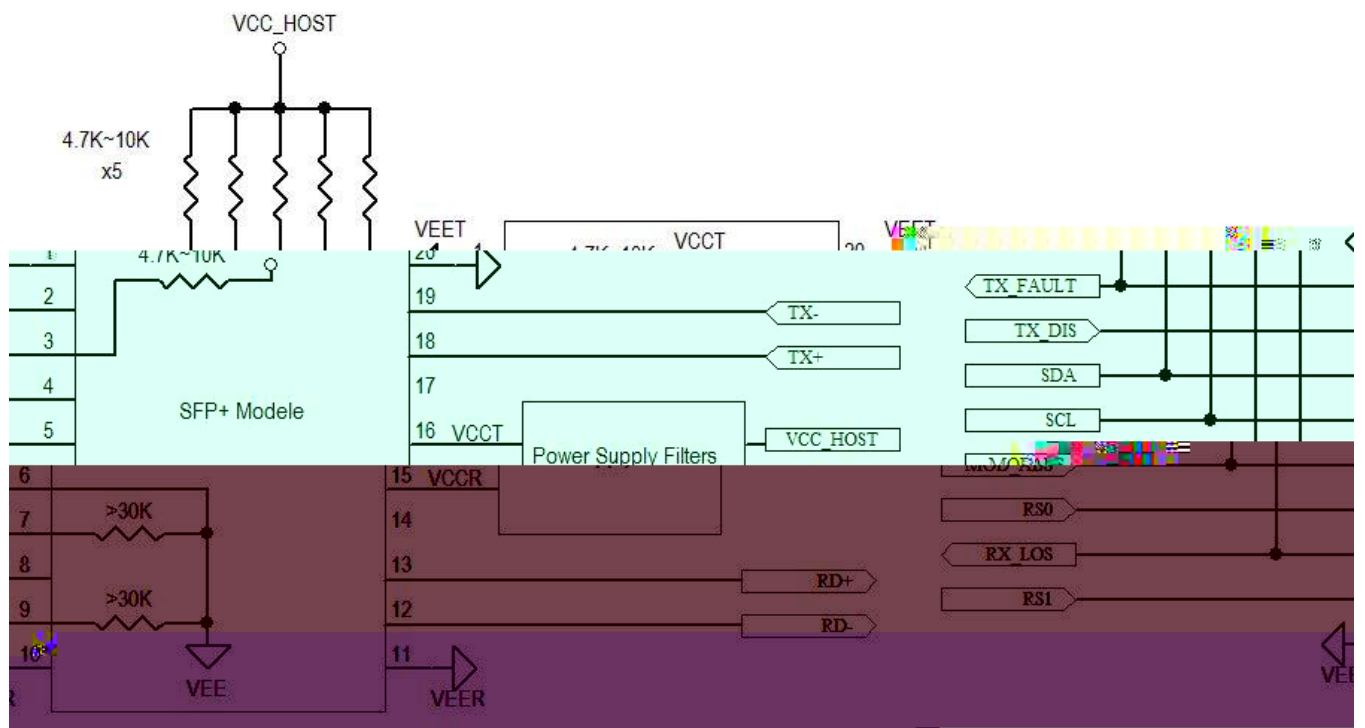 VCC_HOST
4.7K~10K
x5
VEET
VCCT
VEET
4.7K~10K
20
TX_FAULT
2
19
TX-
TX_DIS
3
18
TX+
SDA
4
17
SFP+ Modele
SCL
5
16
VCCT
VCC_HOST
Power Supply Filters
6
15
VCCR
7
>30K
14
RS0
8
13
RX_LOS
RD+
9
>30K
12
RS1
RD-
10
11
VEE
VEER